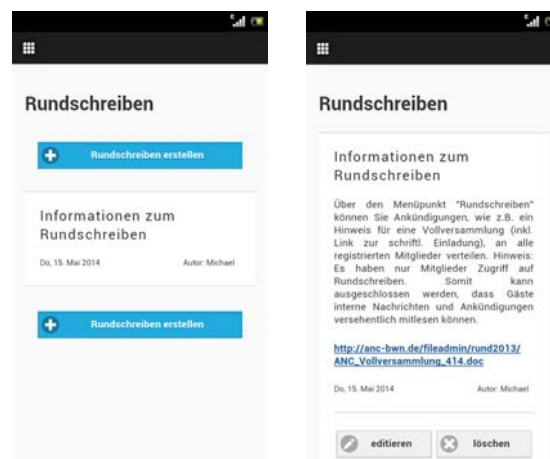 Rundschreiben
Rundschreiben erstellen
Informationen zum
Rundschreiben
Do, 15. Mai 2014 Autor: Michael
Rundschreiben erstellen
Rundschreiben
Informationen zum
Rundschreiben
Über den Menüpunkt "Rundschreiben"
können Sie Ankündigungen, wie z.B. ein
Hinweis für eine Vollversammlung (inkl.
Link zur schriftl. Einladung), an alle
registrierten Mitglieder verteilen. Hinweis:
Es haben nur Mitglieder Zugriff auf
Rundschreiben. Somit kann
ausgeschlossen werden, dass Gäste
interne Nachrichten und Ankündigungen
versehentlich mitlesen können.
http://anc-bwn.de/fileadmin/rund2013/
ANC_Vollversammlung_414.doc
Do, 15. Mai 2014 Autor: Michael
editieren löschen